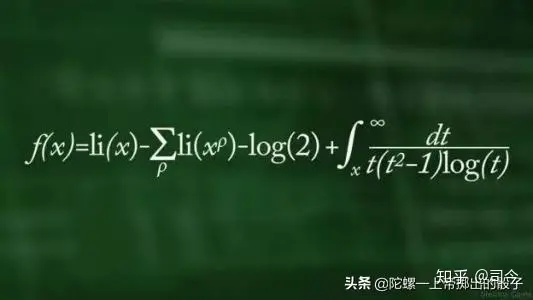 f(x)=li(x)-∑ρ li(x^ρ)-log(2)+∫_x^∞ dt/(t(t²-1)log(t))
知乎 @司令
头条 @陀螺—上帝掷出的骰子